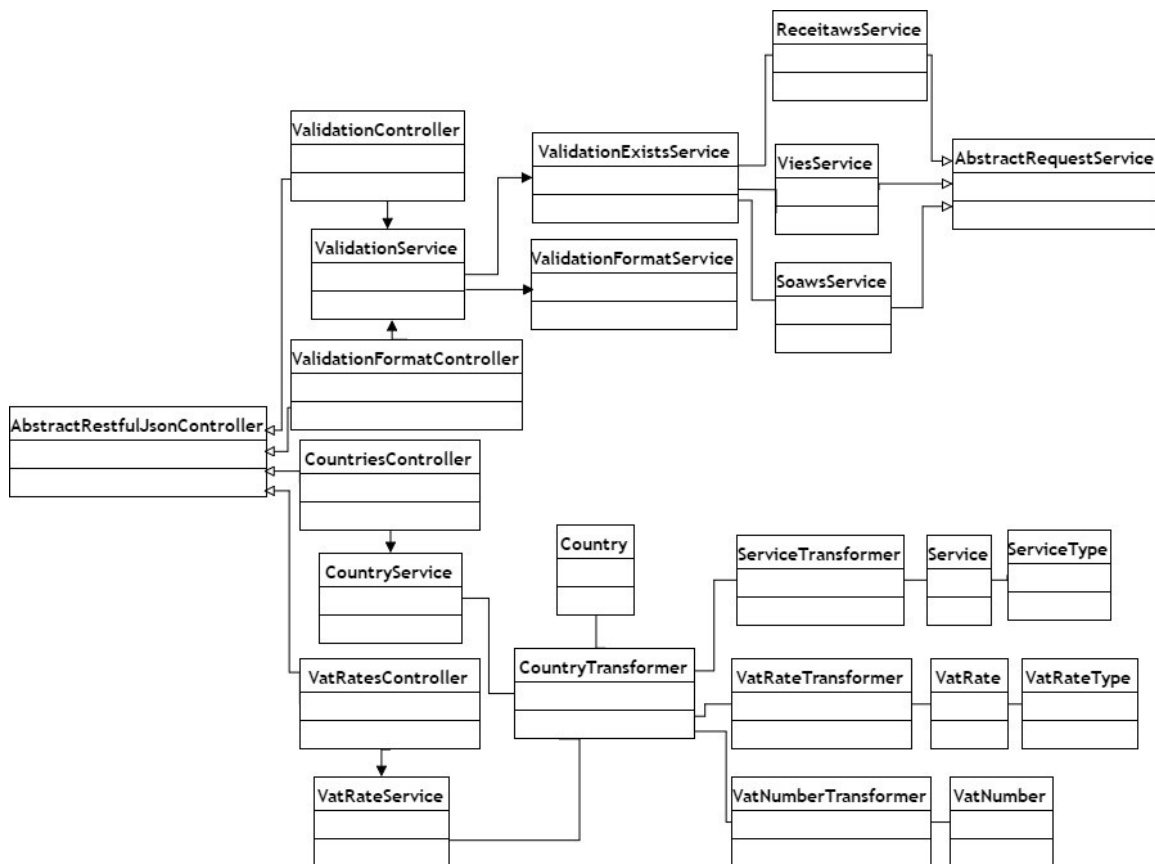 ReceitawsService
ValidationController
ValidationExistsService
ViesService
AbstractRequestService
ValidationService
ValidationFormatService
SoawsService
ValidationFormatController
AbstractRestfulJsonController
CountriesController
Country
ServiceTransformer
Service
ServiceType
CountryService
CountryTransformer
VatRatesController
VatRateTransformer
VatRate
VatRateType
VatRateService
VatNumberTransformer
VatNumber